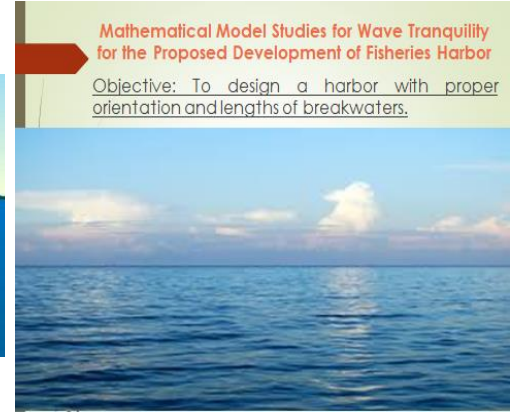 Mathematical Model Studies for Wave Tranquility
for the Proposed Development of Fisheries Harbor
Objective: To design a harbor with proper
orientation and lengths of breakwaters.